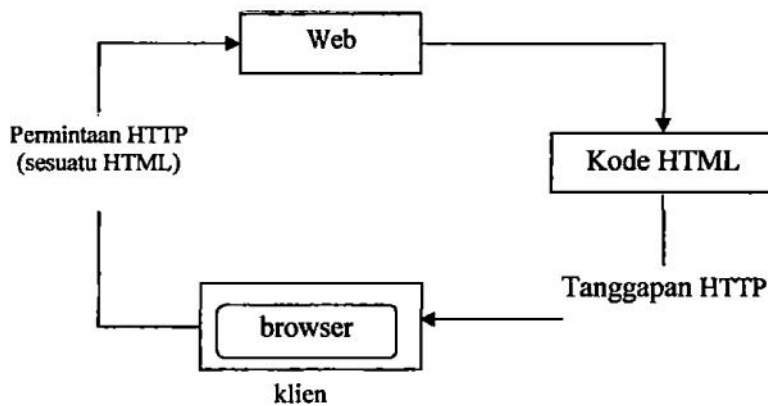 Web
Permintaan HTTP
(sesuatu HTML)
Kode HTML
Tanggapan HTTP
browser
klien